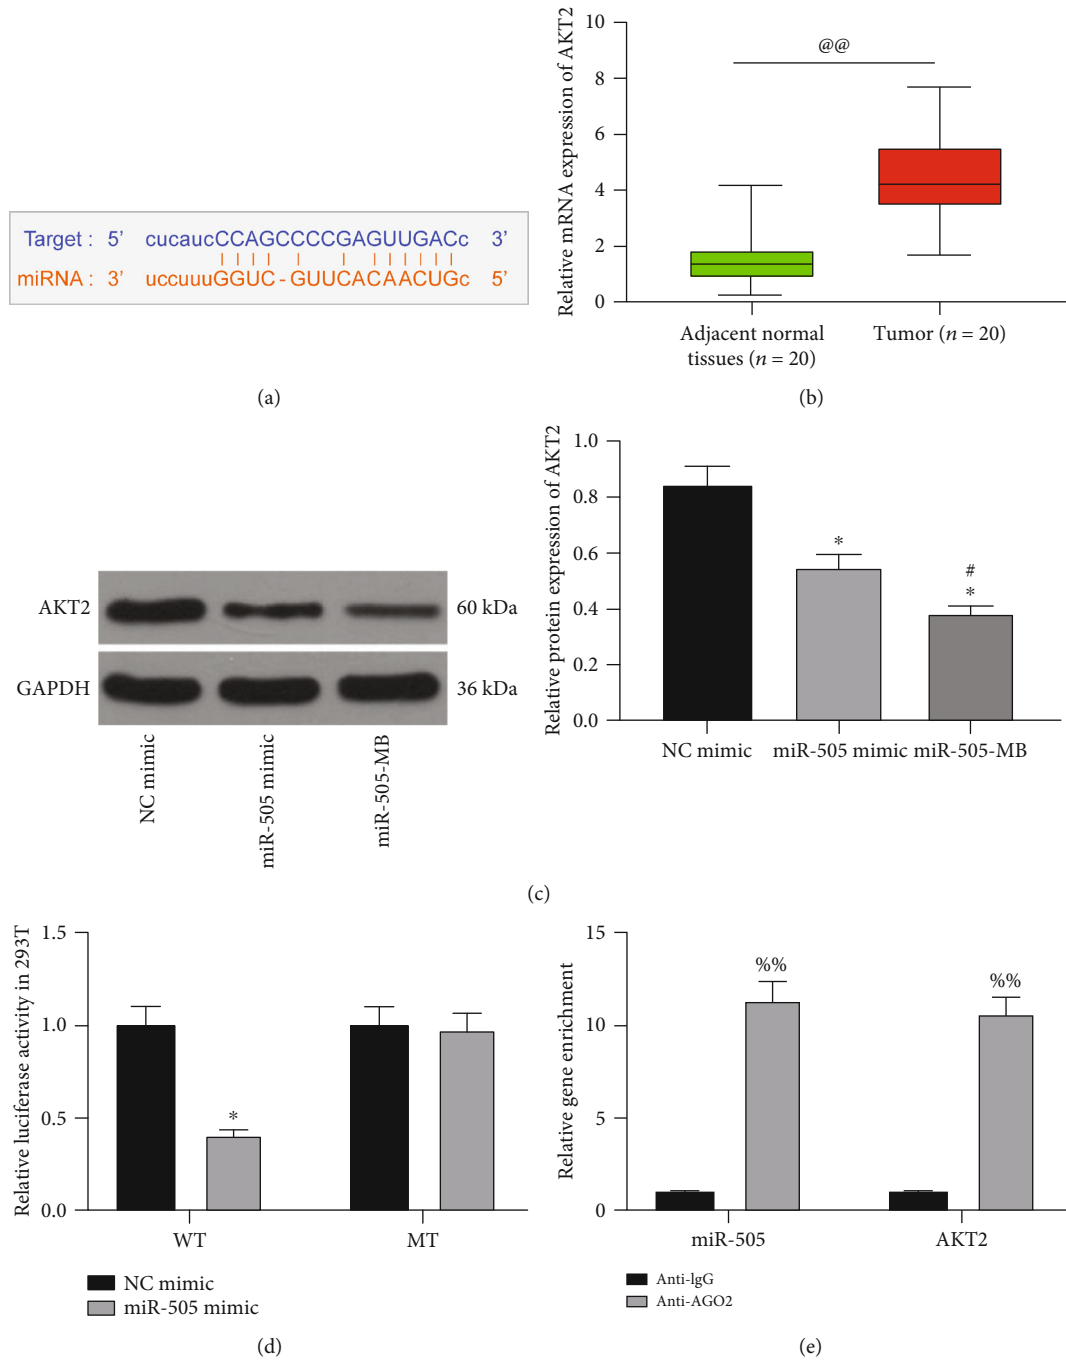 Target : 5' cucaucCCAGCCCCGAGUUGACc 3'
miRNA : 3' uccuuuGGUC-GUUCACAACUGc 5'
(a)
Relative mRNA expression of AKT2
10
8
6
4
2
0
@@
Adjacent normal
tissues (n = 20)
Tumor (n = 20)
(b)
AKT2
60 kDa
GAPDH
36 kDa
NC mimic
miR-505 mimic
miR-505-MB
Relative protein expression of AKT2
1.0
0.8
0.6
0.4
0.2
0.0
*
#
*
NC mimic
miR-505 mimic
miR-505-MB
(c)
Relative luciferase activity in 293T
1.5
1.0
0.5
0.0
*
WT
MT
NC mimic
miR-505 mimic
(d)
Relative gene enrichment
15
10
5
0
%%
%%
miR-505
AKT2
Anti-lgG
Anti-AGO2
(e)